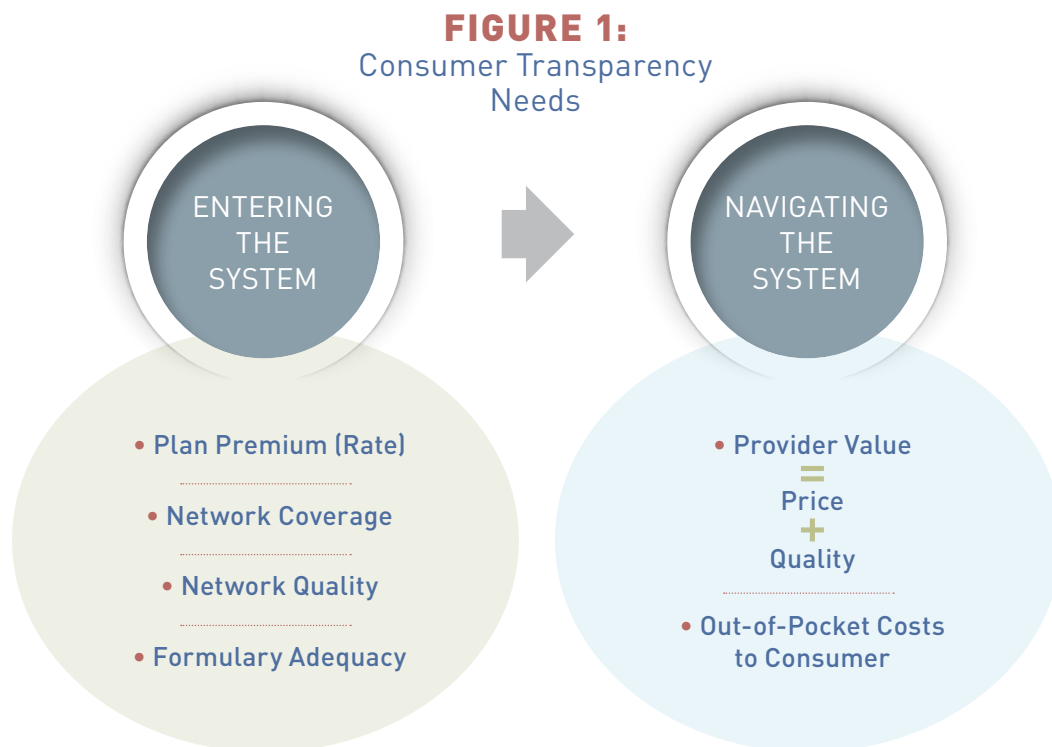 FIGURE 1:
Consumer Transparency
Needs
ENTERING
THE
SYSTEM
• Plan Premium (Rate)
• Network Coverage
• Network Quality
• Formulary Adequacy
NAVIGATING
THE
SYSTEM
• Provider Value
=
Price
+
Quality
• Out-of-Pocket Costs
to Consumer